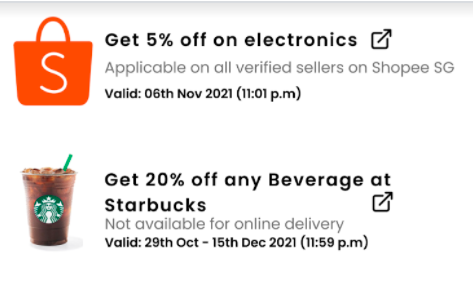 S
Get 5% off on electronics
Applicable on all verified sellers on Shopee SG
Valid: 06th Nov 2021 (11:01 p.m)
Get 20% off any Beverage at
Starbucks
Not available for online delivery
Valid: 29th Oct - 15th Dec 2021 (11:59 p.m)